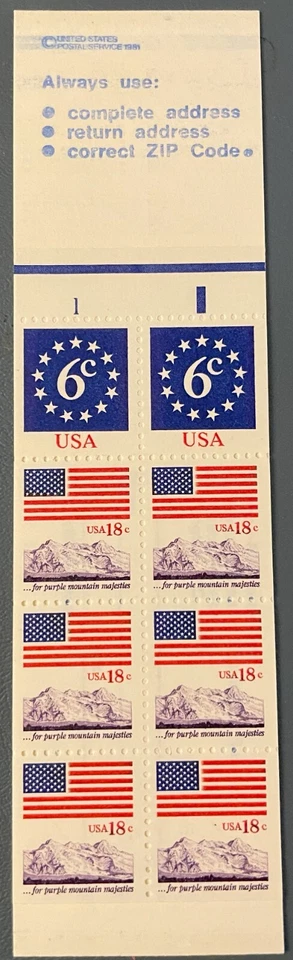 © UNITED STATES
POSTAL SERVICE 1981
Always use:
complete address
return address
correct ZIP Code®
1
6c 6c
USA USA
USA 18c USA 18c
...for purple mountain majesties ...for purple mountain majesties
USA 18c USA 18c
...for purple mountain majesties ...for purple mountain majesties
USA 18c USA 18c
...for purple mountain majesties ...for purple mountain majesties